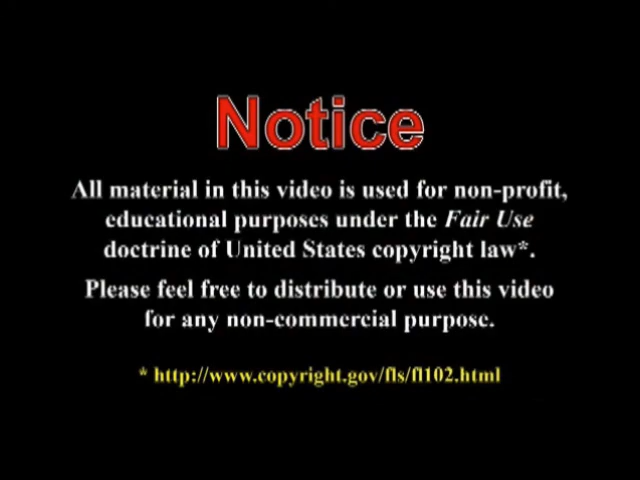 Notice
All material in this video is used for non-profit,
educational purposes under the Fair Use
doctrine of United States copyright law*.
Please feel free to distribute or use this video
for any non-commercial purpose.
* http://www.copyright.gov/fls/fl102.html